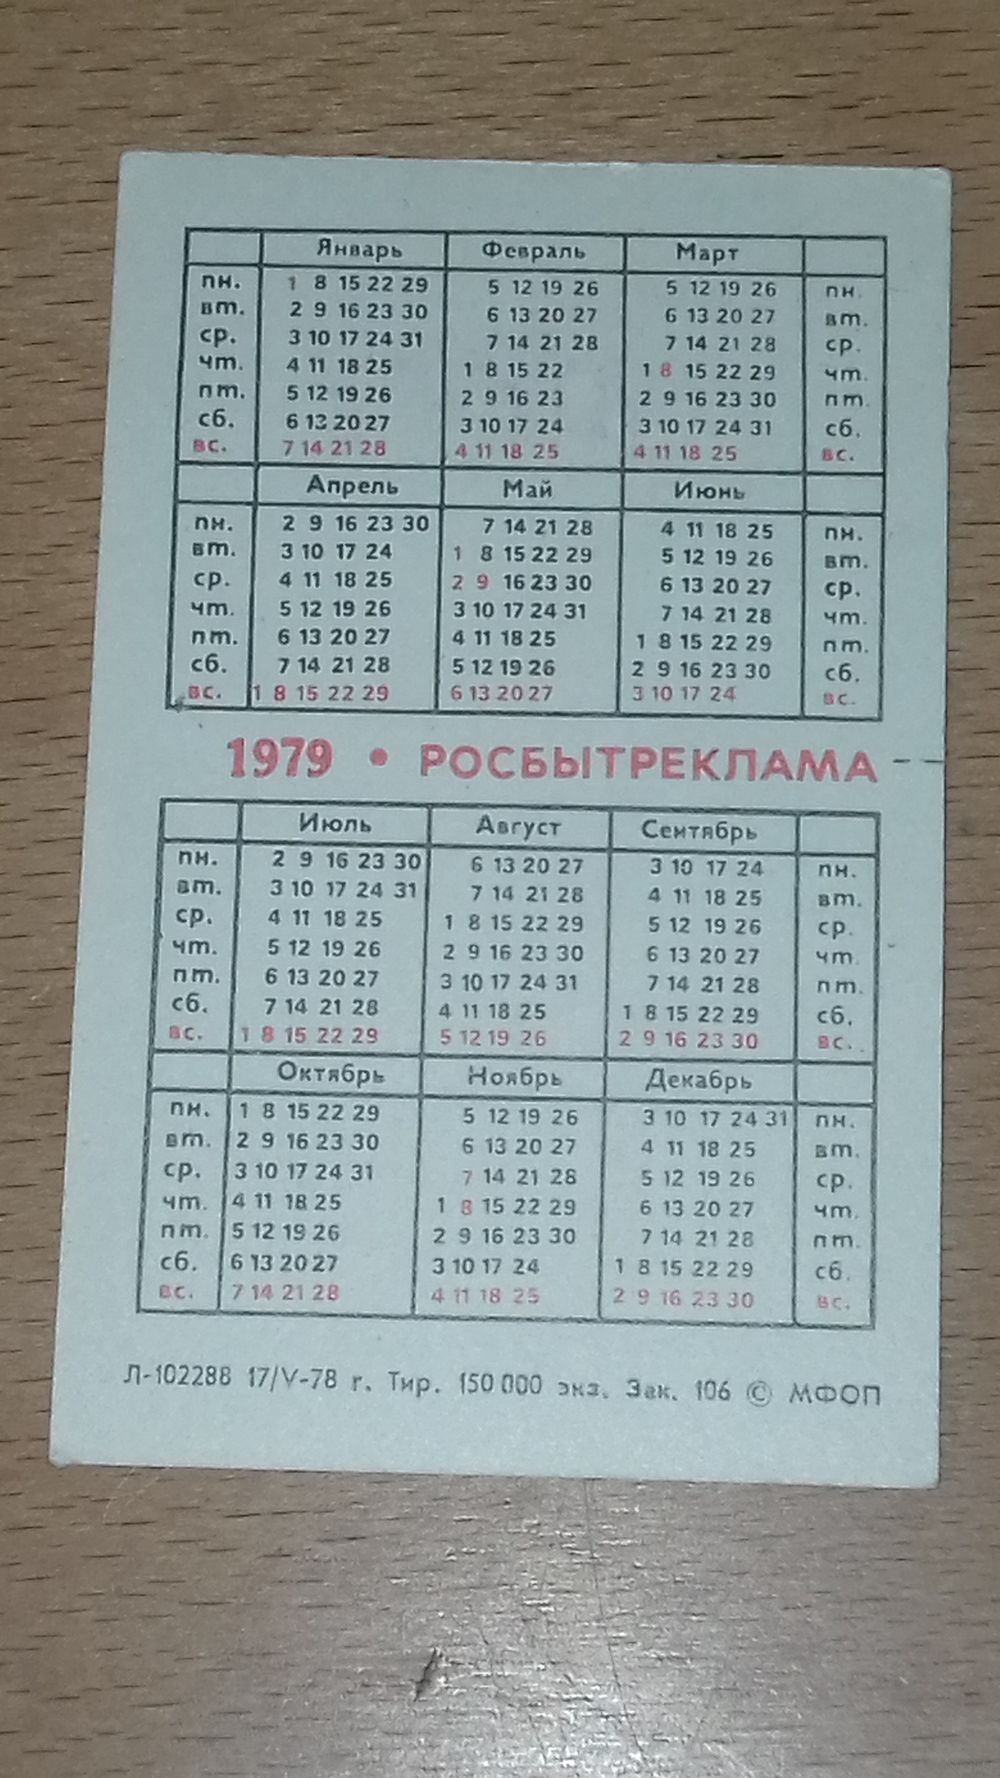 Январь Февраль Март
пн. 1 8 15 22 29 5 12 19 26 5 12 19 26 пн.
вт. 2 9 16 23 30 6 13 20 27 6 13 20 27 вт.
ср. 3 10 17 24 31 7 14 21 28 7 14 21 28 ср.
чт. 4 11 18 25 1 8 15 22 1 8 15 22 29 чт.
пт. 5 12 19 26 2 9 16 23 2 9 16 23 30 пт.
сб. 6 13 20 27 3 10 17 24 3 10 17 24 31 сб.
вс. 7 14 21 28 4 11 18 25 4 11 18 25 вс.
Апрель Май Июнь
пн. 2 9 16 23 30 7 14 21 28 4 11 18 25 пн.
вт. 3 10 17 24 1 8 15 22 29 5 12 19 26 вт.
ср. 4 11 18 25 2 9 16 23 30 6 13 20 27 ср.
чт. 5 12 19 26 3 10 17 24 31 7 14 21 28 чт.
пт. 6 13 20 27 4 11 18 25 1 8 15 22 29 пт.
сб. 7 14 21 28 5 12 19 26 2 9 16 23 30 сб.
вс. 1 8 15 22 29 6 13 20 27 3 10 17 24 вс.
1979 • РОСБЫТРЕКЛАМА
Июль Август Сентябрь
пн. 2 9 16 23 30 6 13 20 27 3 10 17 24 пн.
вт. 3 10 17 24 31 7 14 21 28 4 11 18 25 вт.
ср. 4 11 18 25 1 8 15 22 29 5 12 19 26 ср.
чт. 5 12 19 26 2 9 16 23 30 6 13 20 27 чт.
пт. 6 13 20 27 3 10 17 24 31 7 14 21 28 пт.
сб. 7 14 21 28 4 11 18 25 1 8 15 22 29 сб.
вс. 1 8 15 22 29 5 12 19 26 2 9 16 23 30 вс.
Октябрь Ноябрь Декабрь
пн. 1 8 15 22 29 5 12 19 26 3 10 17 24 31 пн.
вт. 2 9 16 23 30 6 13 20 27 4 11 18 25 вт.
ср. 3 10 17 24 31 7 14 21 28 5 12 19 26 ср.
чт. 4 11 18 25 1 8 15 22 29 6 13 20 27 чт.
пт. 5 12 19 26 2 9 16 23 30 7 14 21 28 пт.
сб. 6 13 20 27 3 10 17 24 1 8 15 22 29 сб.
вс. 7 14 21 28 4 11 18 25 2 9 16 23 30 вс.
Л-102288 17/V-78 г. Тир. 150 000 экз. Зак. 106 © МФОП